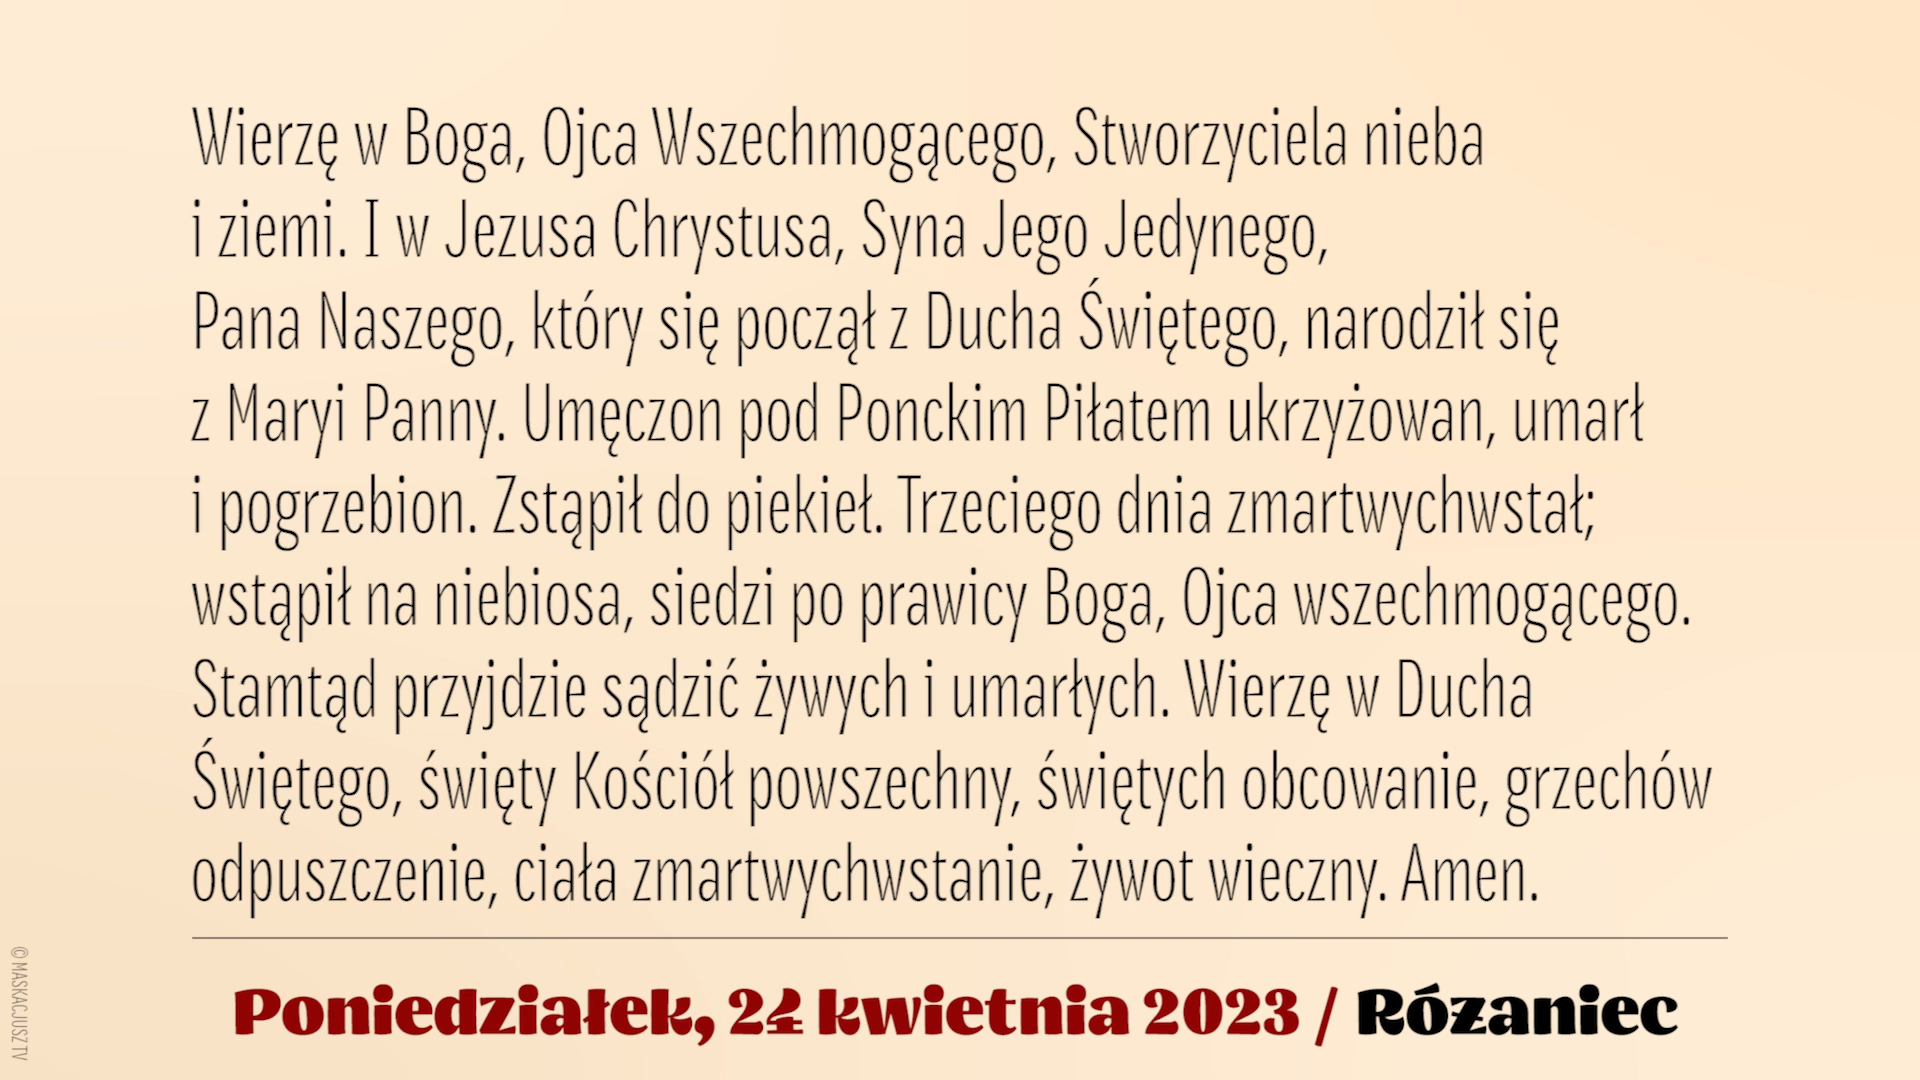 Wierzę w Boga, Ojca Wszechmogącego, Stworzyciela nieba
i ziemi. I w Jezusa Chrystusa, Syna Jego Jedynego,
Pana Naszego, który się począł z Ducha Świętego, narodził się
z Maryi Panny. Umęczon pod Ponckim Piłatem ukrzyżowan, umarł
i pogrzebion. Zstąpił do piekieł. Trzeciego dnia zmartwychwstał;
wstąpił na niebiosa, siedzi po prawicy Boga, Ojca wszechmogącego.
Stamtąd przyjdzie sądzić żywych i umarłych. Wierzę w Ducha
Świętego, święty Kościół powszechny, świętych obcowanie, grzechów
odpuszczenie, ciała zmartwychwstanie, żywot wieczny. Amen.
Poniedziałek, 24 kwietnia 2023 / Rózaniec
© MASKACJUSZ TV